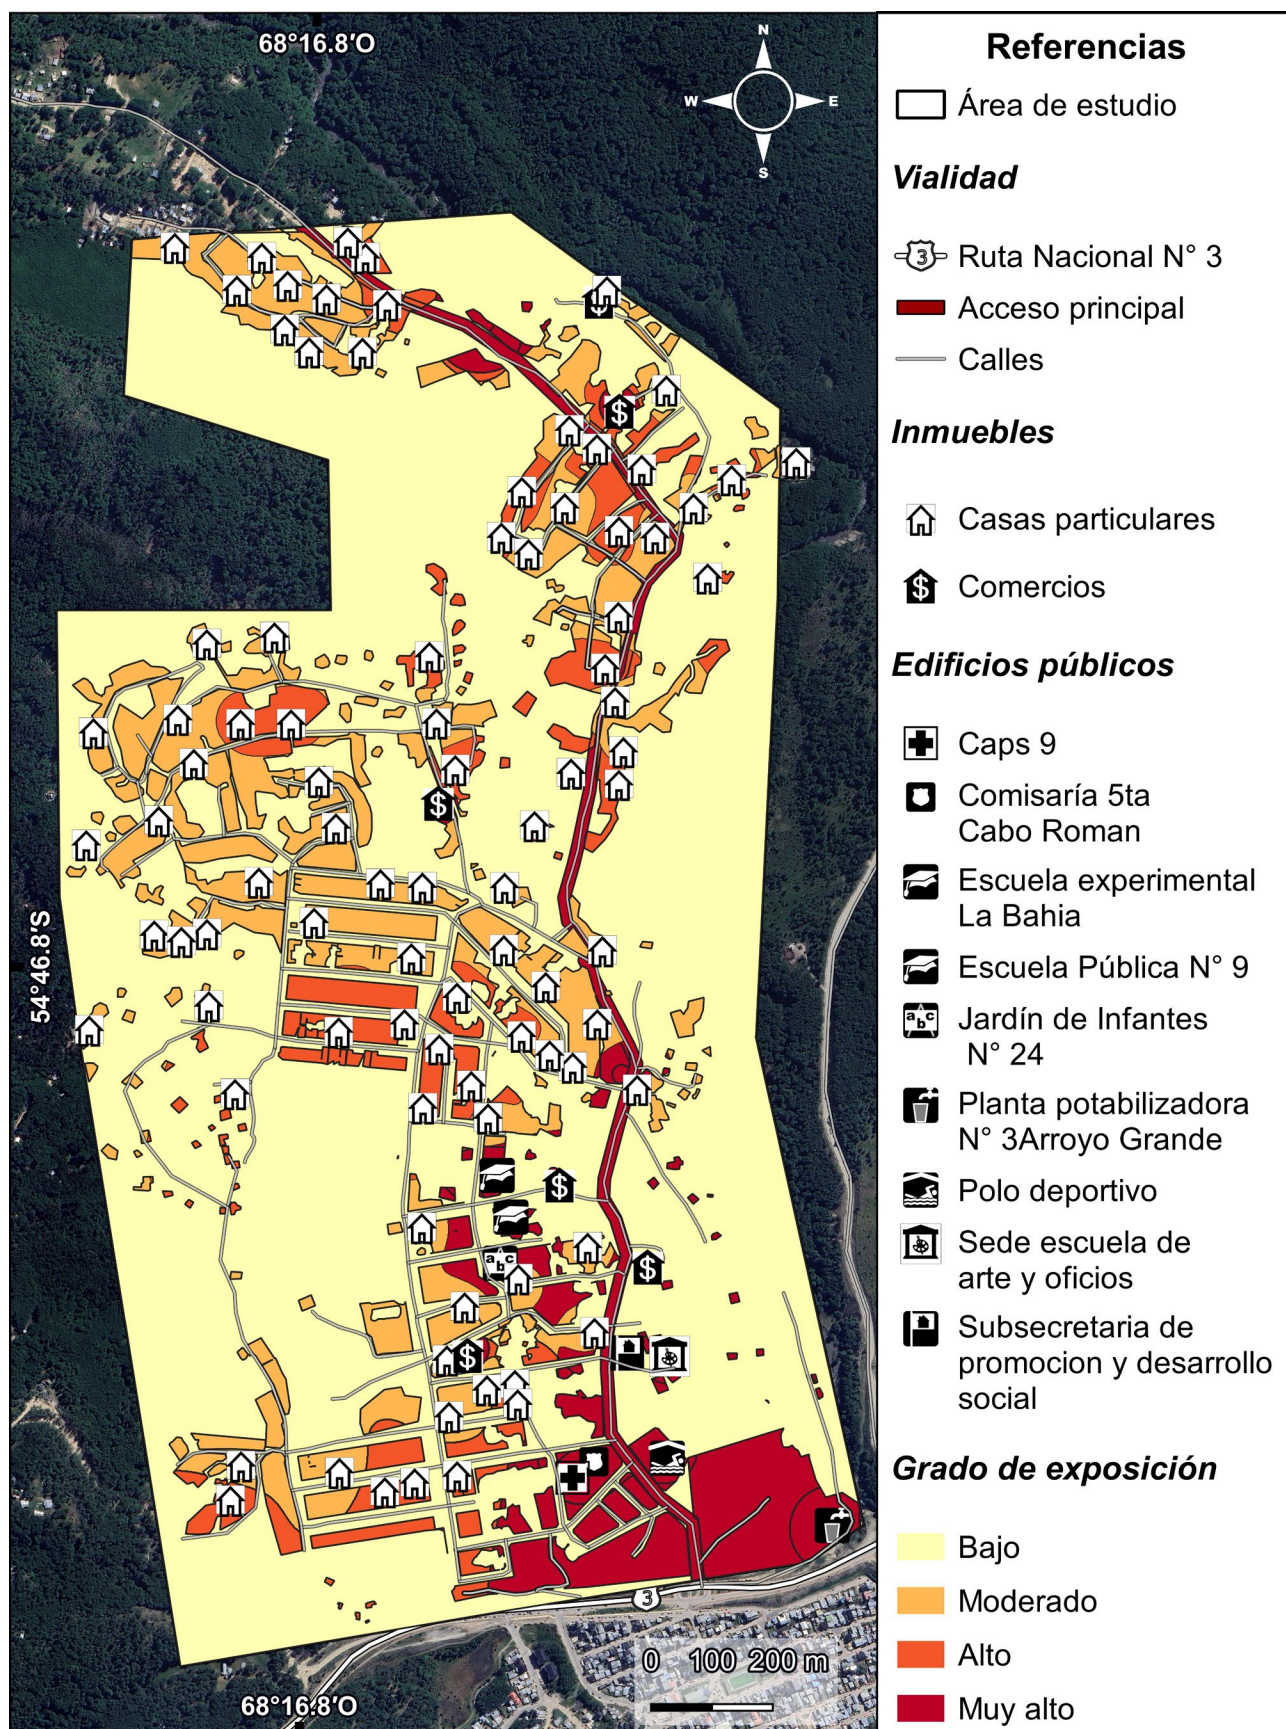 68°16.8′O
N
W
E
S
54°46.8′S
3
0 100 200 m
68°16.8′O
Referencias
Área de estudio
Vialidad
3
Ruta Nacional N° 3
Acceso principal
Calles
Inmuebles
Casas particulares
$
Comercios
Edificios públicos
Caps 9
Comisaría 5ta
Cabo Roman
Escuela experimental
La Bahia
Escuela Pública N° 9
abc
Jardín de Infantes
N° 24
Planta potabilizadora
N° 3Arroyo Grande
Polo deportivo
Sede escuela de
arte y oficios
Subsecretaria de
promocion y desarrollo
social
Grado de exposición
Bajo
Moderado
Alto
Muy alto